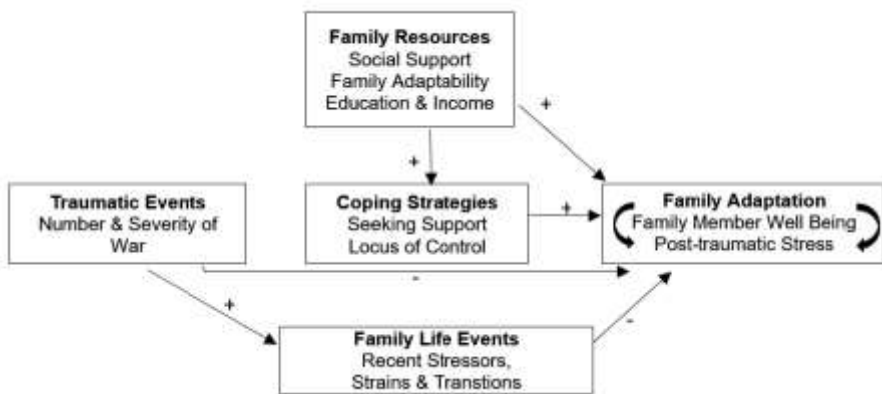 Family Resources
Social Support
Family Adaptability
Education & Income
+
+
Traumatic Events
Number & Severity of
War
Coping Strategies
Seeking Support
Locus of Control
+
Family Adaptation
Family Member Well Being
Post-traumatic Stress
-
+
-
Family Life Events
Recent Stressors,
Strains & Transtions